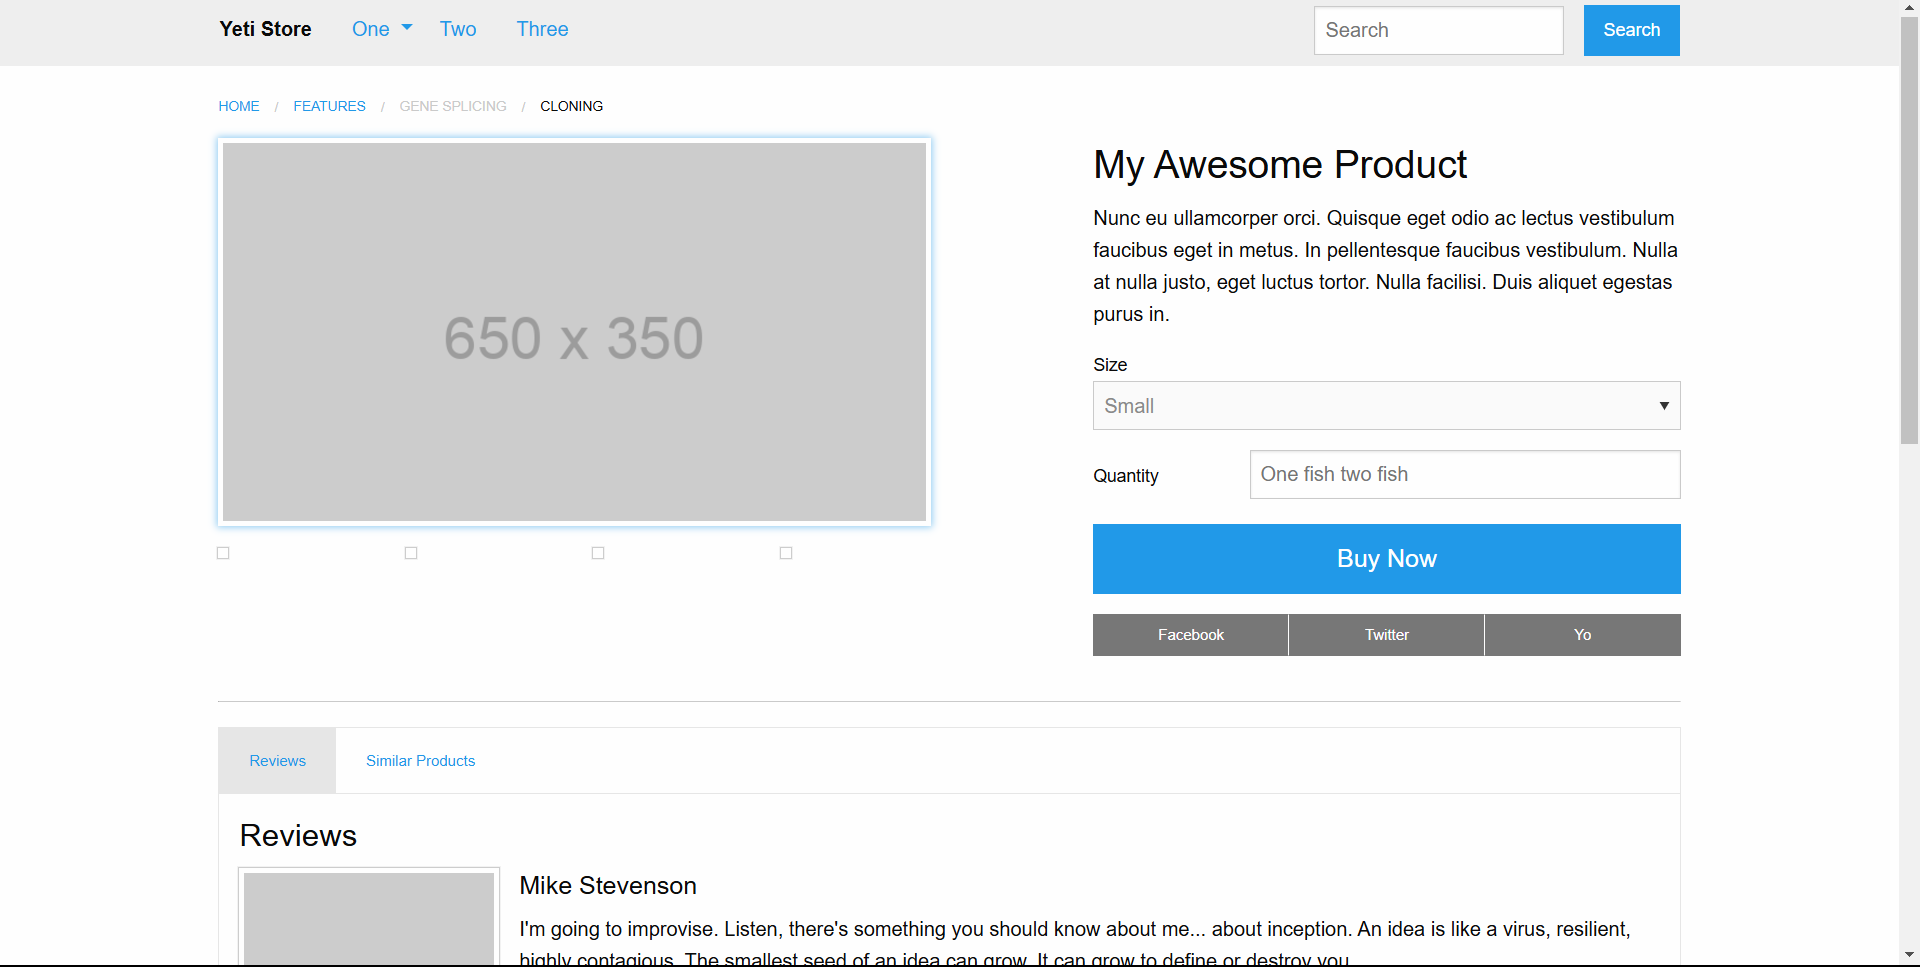 Yeti Store One Two Three Search Search
HOME / FEATURES / GENE SPLICING / CLONING
650 x 350
My Awesome Product
Nunc eu ullamcorper orci. Quisque eget odio ac lectus vestibulum
faucibus eget in metus. In pellentesque faucibus vestibulum. Nulla
at nulla justo, eget luctus tortor. Nulla facilisi. Duis aliquet egestas
purus in.
Size
Small
Quantity One fish two fish
Buy Now
Facebook Twitter Yo
Reviews Similar Products
Reviews
Mike Stevenson
I'm going to improvise. Listen, there's something you should know about me... about inception. An idea is like a virus, resilient,
highly contagious. The smallest seed of an idea can grow. It can grow to define or destroy you.